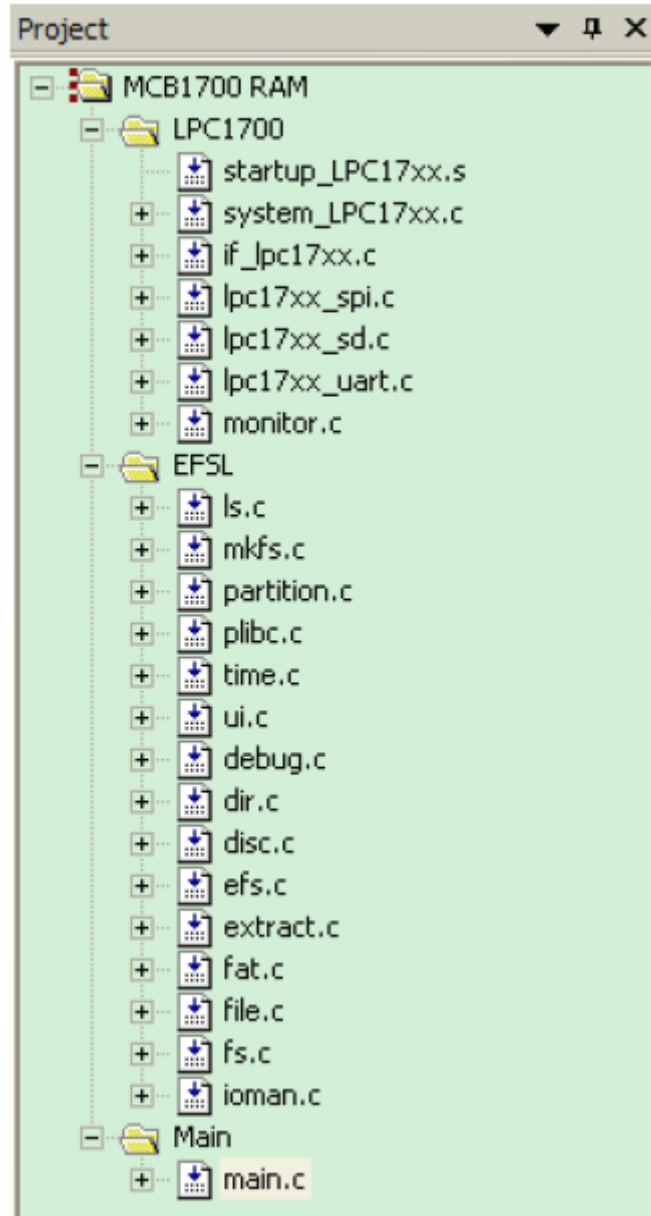 Project
MCB1700 RAM
LPC1700
startup_LPC17xx.s
system_LPC17xx.c
if_lpc17xx.c
lpc17xx_spi.c
lpc17xx_sd.c
lpc17xx_uart.c
monitor.c
EFSL
ls.c
mkfs.c
partition.c
plibc.c
time.c
ui.c
debug.c
dir.c
disc.c
efs.c
extract.c
fat.c
file.c
fs.c
ioman.c
Main
main.c